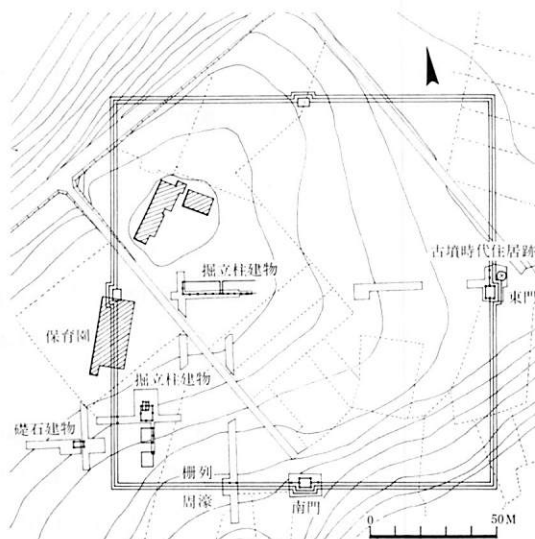 古墳時代住居跡
掘立柱建物
東門
保育園
掘立柱建物
礎石建物
柵列
周濠
南門
0 50M